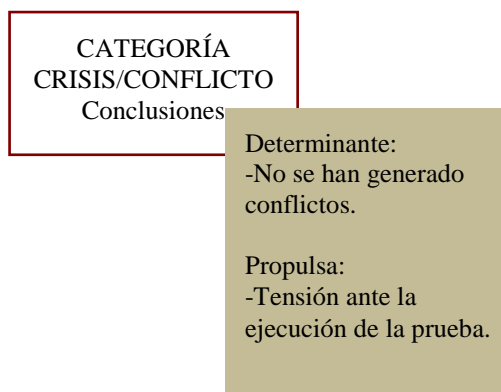 CATEGORÍA
CRISIS/CONFLICTO
Conclusiones
Determinante:
-No se han generado
conflictos.
Propulsa:
-Tensión ante la
ejecución de la prueba.